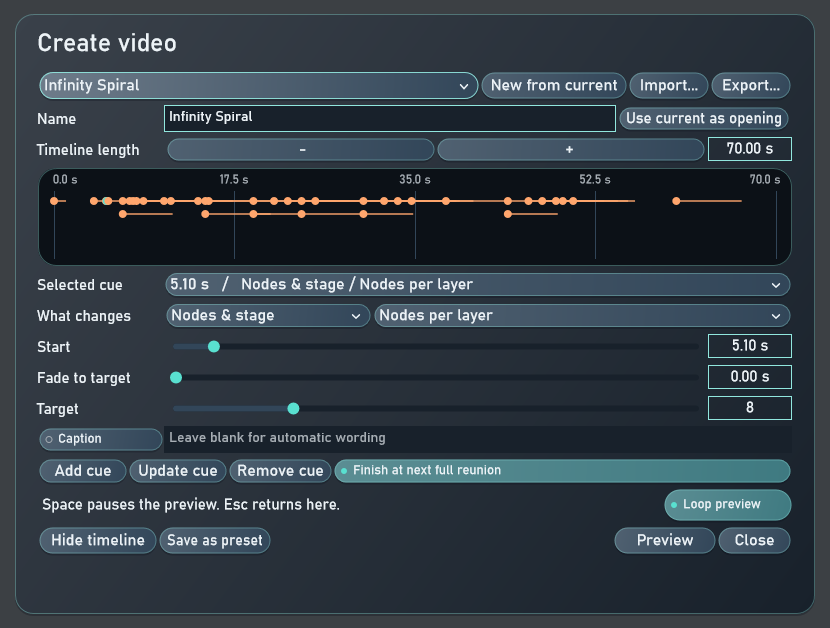 Create video
Infinity Spiral New from current Import... Export...
Name Infinity Spiral Use current as opening
Timeline length - + 70.00 s
0.0 s 17.5 s 35.0 s 52.5 s 70.0 s
Selected cue 5.10 s / Nodes & stage / Nodes per layer
What changes Nodes & stage Nodes per layer
Start 5.10 s
Fade to target 0.00 s
Target 8
Caption Leave blank for automatic wording
Add cue Update cue Remove cue Finish at next full reunion
Space pauses the preview. Esc returns here. Loop preview
Hide timeline Save as preset Preview Close